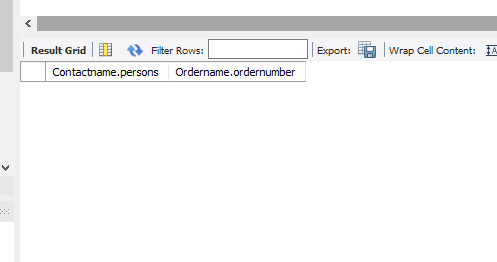 Result Grid Filter Rows: Export: Wrap Cell Content:
Contactname.persons Ordername.ordernumber